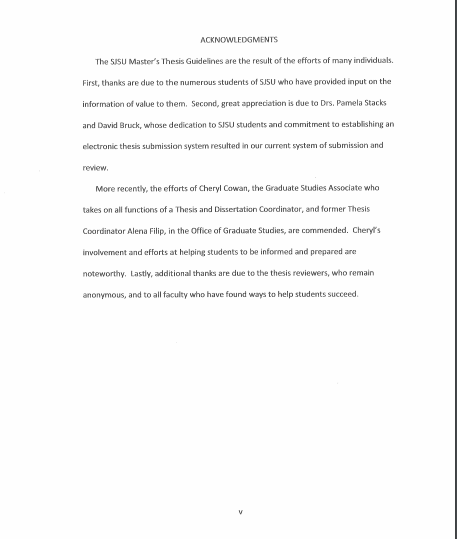 ACKNOWLEDGMENTS
The SJSU Master's Thesis Guidelines are the result of the efforts of many individuals.
First, thanks are due to the numerous students of SJSU who have provided input on the
information of value to them.  Second, great appreciation is due to Drs. Pamela Stacks
and David Bruck, whose dedication to SJSU students and commitment to establishing an
electronic thesis submission system resulted in our current system of submission and
review.
More recently, the efforts of Cheryl Cowan, the Graduate Studies Associate who
takes on all functions of a Thesis and Dissertation Coordinator, and former Thesis
Coordinator Alena Filip, in the Office of Graduate Studies, are commended.  Cheryl's
involvement and efforts at helping students to be informed and prepared are
noteworthy.  Lastly, additional thanks are due to the thesis reviewers, who remain
anonymous, and to all faculty who have found ways to help students succeed.
v